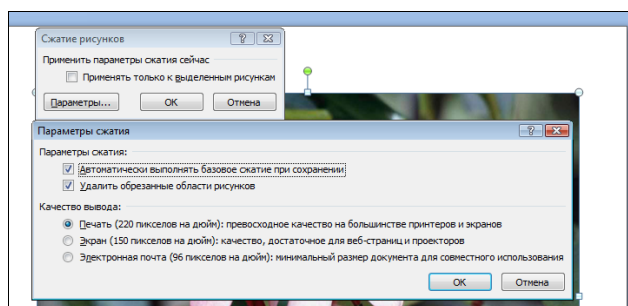 Сжатие рисунков
Применить параметры сжатия сейчас
Применять только к выделенным рисункам
Параметры... ОК Отмена
Параметры сжатия
Параметры сжатия:
Автоматически выполнять базовое сжатие при сохранении
Удалить обрезанные области рисунков
Качество вывода:
Печать (220 пикселов на дюйм): превосходное качество на большинстве принтеров и экранов
Экран (150 пикселов на дюйм): качество, достаточное для веб-страниц и проекторов
Электронная почта (96 пикселов на дюйм): минимальный размер документа для совместного использования
ОК Отмена